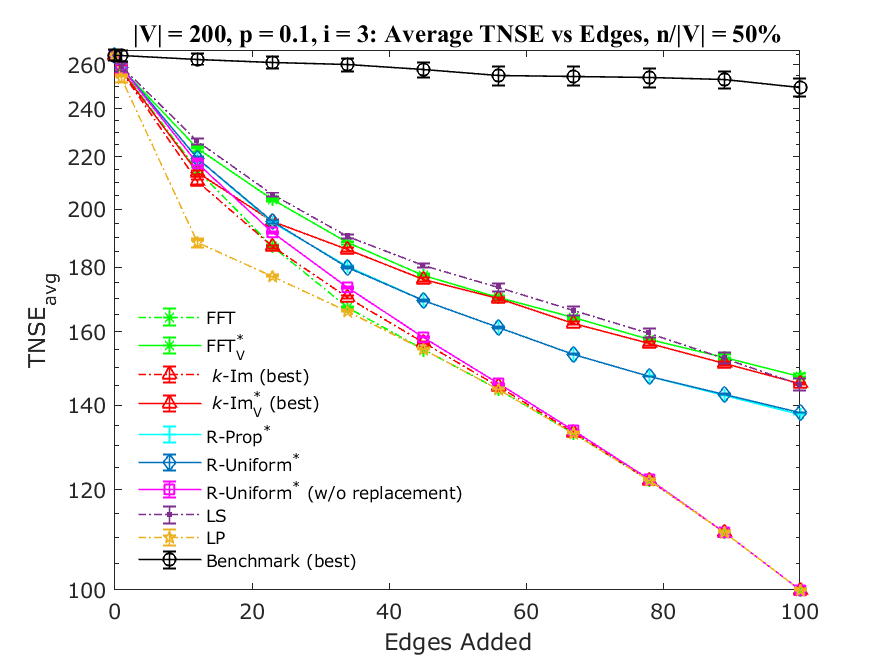 |V| = 200, p = 0.1, i = 3: Average TNSE vs Edges, n/|V| = 50%
TNSE_avg
260
240
220
200
180
160
140
120
100
FFT
FFT*_V
k-Im (best)
k-Im*_V (best)
R-Prop*
R-Uniform*
R-Uniform* (w/o replacement)
LS
LP
Benchmark (best)
0 20 40 60 80 100
Edges Added